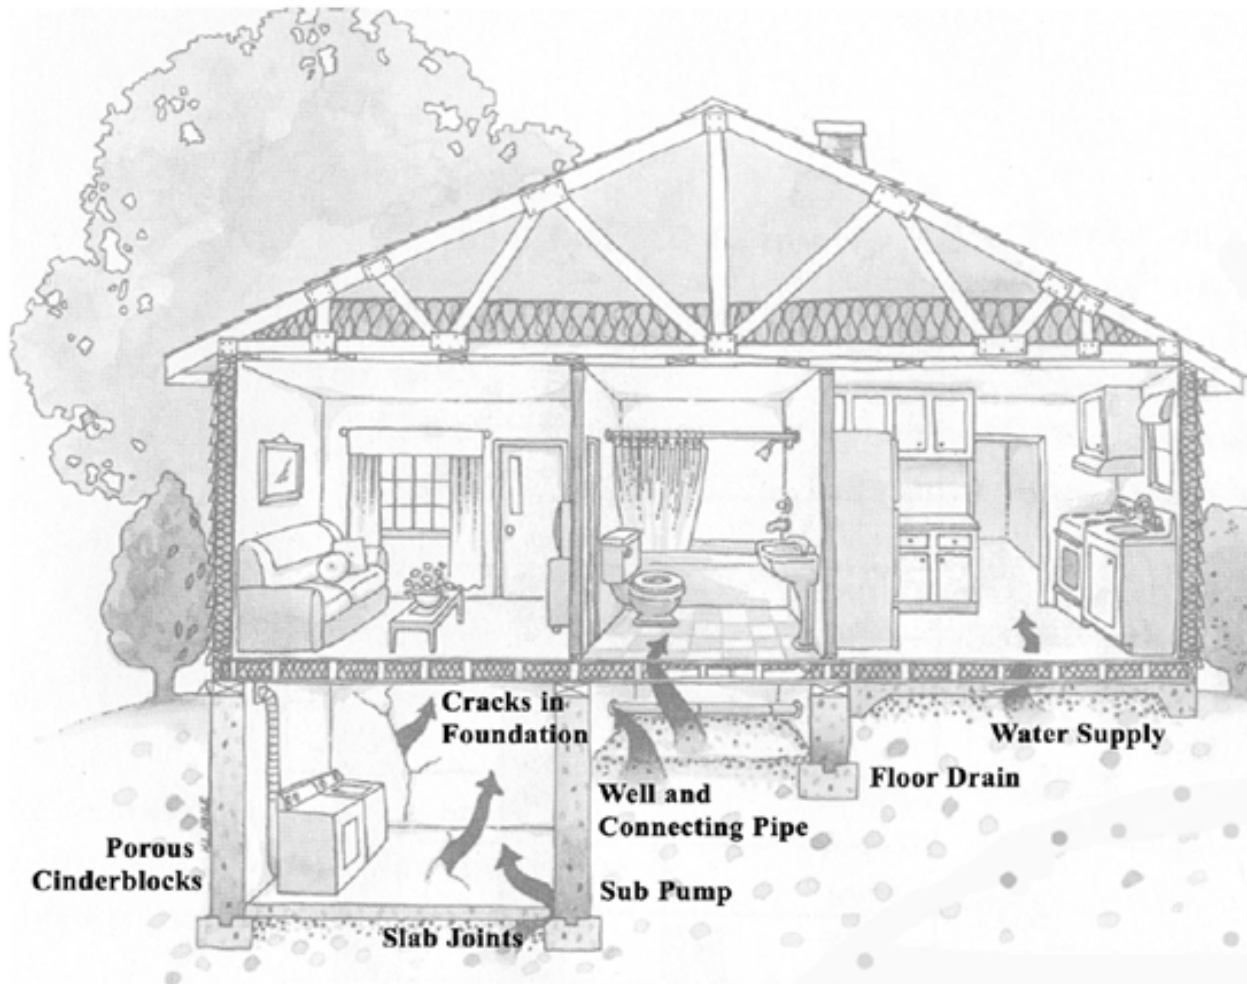 Cracks in
Foundation
Water Supply
Floor Drain
Well and
Connecting Pipe
Porous
Cinderblocks
Sub Pump
Slab Joints